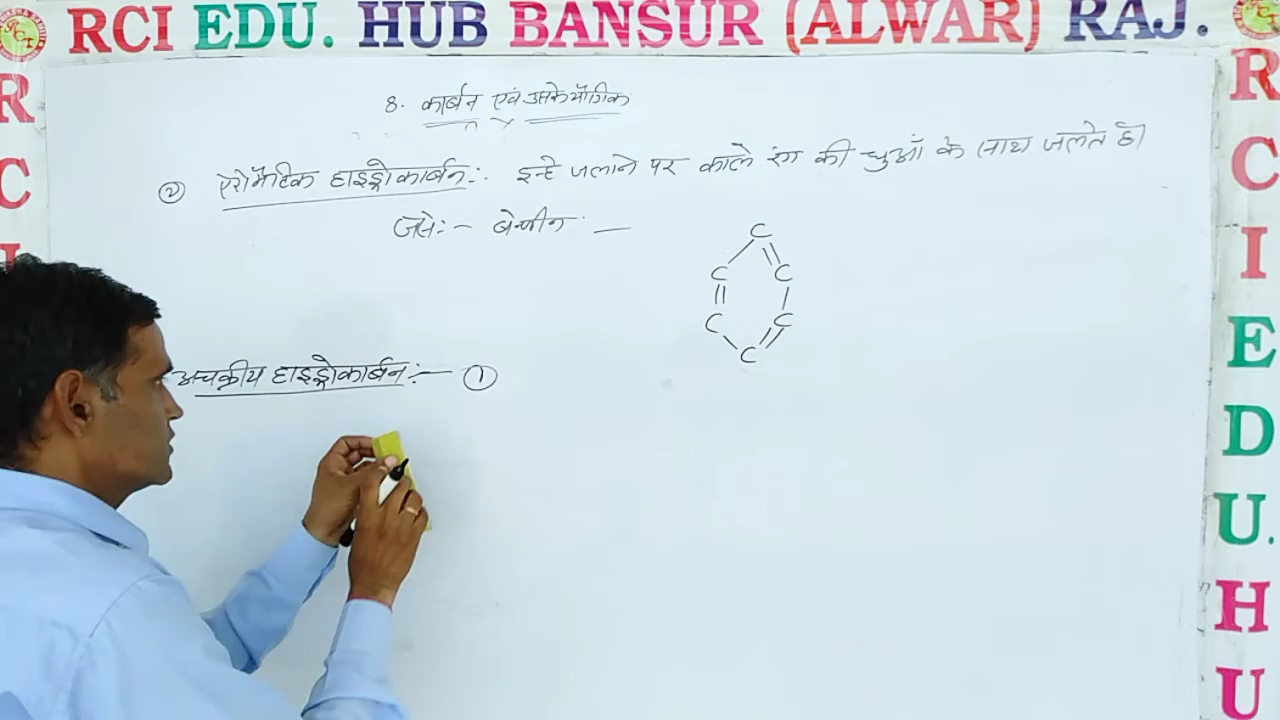 RCI EDU. HUB BANSUR (ALWAR) RAJ.
8. कार्बन एवं उसके यौगिक
② ऐरोमैटिक हाइड्रोकार्बन:- इन्हे जलाने पर काले रंग की धुआँ के साथ जलते है।
जैसे:- बेन्जीन —
C
C C
C C
C
अचक्रीय हाइड्रोकार्बन:- ①
R C I
R C I E D U. H U